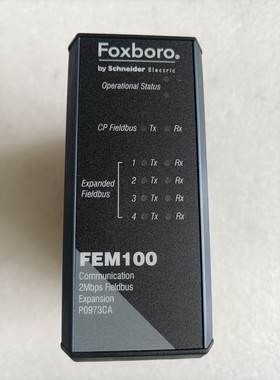 Foxboro®
by Schneider Electric
Operational Status
CP Fieldbus Tx Rx
1 Tx Rx
Expanded 2 Tx Rx
Fieldbus 3 Tx Rx
4 Tx Rx
FEM100
Communication
2Mbps Fieldbus
Expansion
P0973CA